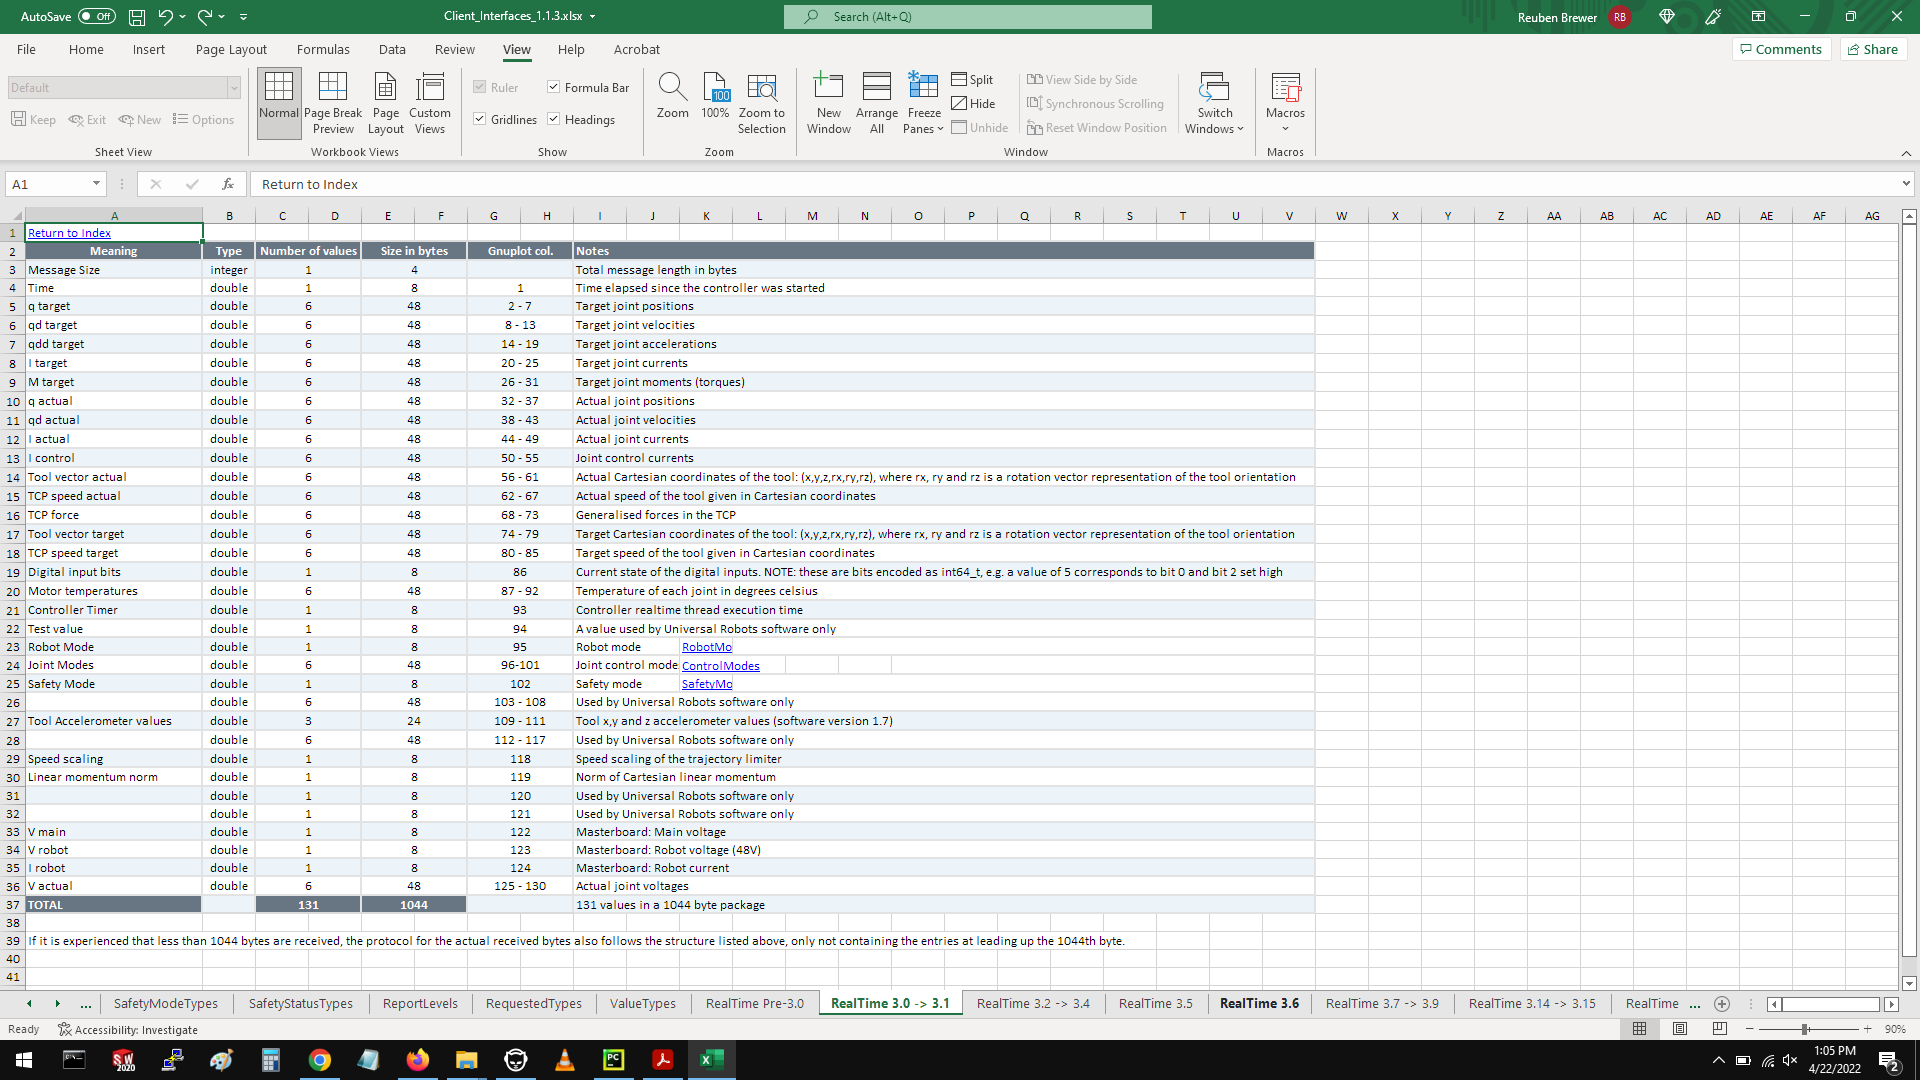 AutoSave Off Client_Interfaces_1.1.3.xlsx Search (Alt+Q) Reuben Brewer RB
File Home Insert Page Layout Formulas Data Review View Help Acrobat Comments Share
Default
Keep Exit New Options
Sheet View
Normal Page Break Preview Page Layout Custom Views
Workbook Views
Ruler Formula Bar
Gridlines Headings
Show
Zoom 100 100% Zoom to Selection
Zoom
New Window Arrange All Freeze Panes
Split View Side by Side
Hide Synchronous Scrolling
Unhide Reset Window Position
Switch Windows
Window
Macros
Macros
A1 fx Return to Index
A B C D E F G H I J K L M N O P Q R S T U V W X Y Z AA AB AC AD AE AF AG
1 Return to Index
2 Meaning Type Number of values Size in bytes Gnuplot col. Notes
3 Message Size integer 1 4 Total message length in bytes
4 Time double 1 8 1 Time elapsed since the controller was started
5 q target double 6 48 2 - 7 Target joint positions
6 qd target double 6 48 8 - 13 Target joint velocities
7 qdd target double 6 48 14 - 19 Target joint accelerations
8 I target double 6 48 20 - 25 Target joint currents
9 M target double 6 48 26 - 31 Target joint moments (torques)
10 q actual double 6 48 32 - 37 Actual joint positions
11 qd actual double 6 48 38 - 43 Actual joint velocities
12 I actual double 6 48 44 - 49 Actual joint currents
13 I control double 6 48 50 - 55 Joint control currents
14 Tool vector actual double 6 48 56 - 61 Actual Cartesian coordinates of the tool: (x,y,z,rx,ry,rz), where rx, ry and rz is a rotation vector representation of the tool orientation
15 TCP speed actual double 6 48 62 - 67 Actual speed of the tool given in Cartesian coordinates
16 TCP force double 6 48 68 - 73 Generalised forces in the TCP
17 Tool vector target double 6 48 74 - 79 Target Cartesian coordinates of the tool: (x,y,z,rx,ry,rz), where rx, ry and rz is a rotation vector representation of the tool orientation
18 TCP speed target double 6 48 80 - 85 Target speed of the tool given in Cartesian coordinates
19 Digital input bits double 1 8 86 Current state of the digital inputs. NOTE: these are bits encoded as int64_t, e.g. a value of 5 corresponds to bit 0 and bit 2 set high
20 Motor temperatures double 6 48 87 - 92 Temperature of each joint in degrees celsius
21 Controller Timer double 1 8 93 Controller realtime thread execution time
22 Test value double 1 8 94 A value used by Universal Robots software only
23 Robot Mode double 1 8 95 Robot mode RobotMo
24 Joint Modes double 6 48 96-101 Joint control mode ControlModes
25 Safety Mode double 1 8 102 Safety mode SafetyMo
26 double 6 48 103 - 108 Used by Universal Robots software only
27 Tool Accelerometer values double 3 24 109 - 111 Tool x,y and z accelerometer values (software version 1.7)
28 double 6 48 112 - 117 Used by Universal Robots software only
29 Speed scaling double 1 8 118 Speed scaling of the trajectory limiter
30 Linear momentum norm double 1 8 119 Norm of Cartesian linear momentum
31 double 1 8 120 Used by Universal Robots software only
32 double 1 8 121 Used by Universal Robots software only
33 V main double 1 8 122 Masterboard: Main voltage
34 V robot double 1 8 123 Masterboard: Robot voltage (48V)
35 I robot double 1 8 124 Masterboard: Robot current
36 V actual double 6 48 125 - 130 Actual joint voltages
37 TOTAL 131 1044 131 values in a 1044 byte package
38
39 If it is experienced that less than 1044 bytes are received, the protocol for the actual received bytes also follows the structure listed above, only not containing the entries at leading up the 1044th byte.
40
41
... SafetyModeTypes SafetyStatusTypes ReportLevels RequestedTypes ValueTypes RealTime Pre-3.0 RealTime 3.0 -> 3.1 RealTime 3.2 -> 3.4 RealTime 3.5 RealTime 3.6 RealTime 3.7 -> 3.9 RealTime 3.14 -> 3.15 RealTime ...
Ready Accessibility: Investigate 90%
SW 2020 PC 1:05 PM
4/22/2022 2